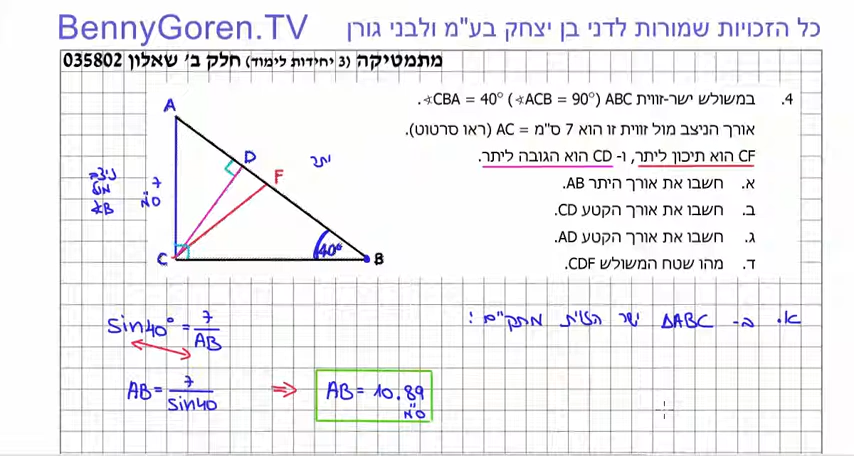 BennyGoren.TV כל הזכויות שמורות לדני בן יצחק בע"מ ולבני גורן
מתמטיקה (3 יחידות לימוד) חלק ב' שאלון 035802
4. במשולש ישר-זווית ABC (∢ACB = 90°) ∢CBA = 40°.
אורך הניצב מול זווית זו הוא 7 ס"מ = AC (ראו סרטוט).
CF הוא תיכון ליתר, ו- CD הוא הגובה ליתר.
א. חשבו את אורך היתר AB.
ב. חשבו את אורך הקטע CD.
ג. חשבו את אורך הקטע AD.
ד. מהו שטח המשולש CDF.
A
D
F
יתר
ניצב
מול
∢B
7
ס"מ
C
40°
B
א. ב- ΔABC ישר הזוית מתקיים:
sin40° = 7/AB
AB = 7/sin40 ⇒ AB = 10.89
ס"מ